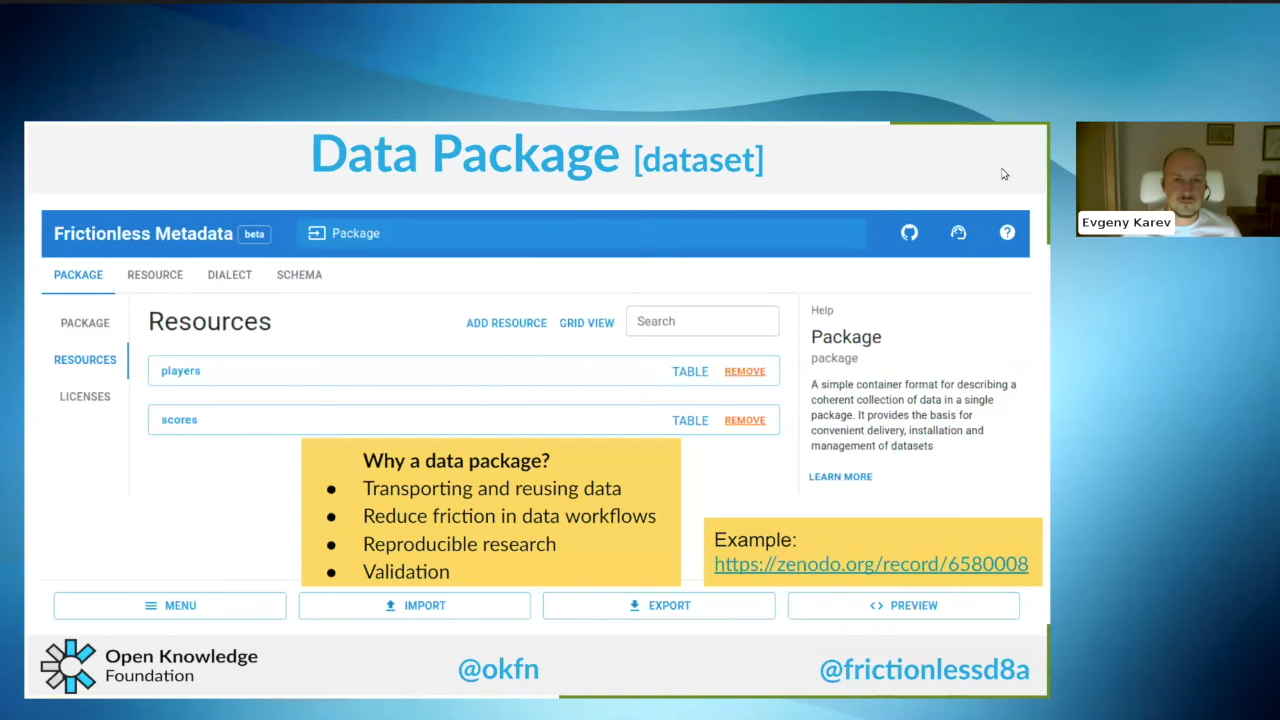 Data Package [dataset]
Evgeny Karev
Frictionless Metadata beta
Package
PACKAGE RESOURCE DIALECT SCHEMA
PACKAGE
RESOURCES
LICENSES
Resources
ADD RESOURCE GRID VIEW Search
players TABLE REMOVE
scores TABLE REMOVE
Help
Package
package
A simple container format for describing a
coherent collection of data in a single
package. It provides the basis for
convenient delivery, installation and
management of datasets
LEARN MORE
Why a data package?
● Transporting and reusing data
● Reduce friction in data workflows
● Reproducible research
● Validation
Example:
https://zenodo.org/record/6580008
MENU IMPORT EXPORT PREVIEW
Open Knowledge
Foundation
@okfn
@frictionlessd8a